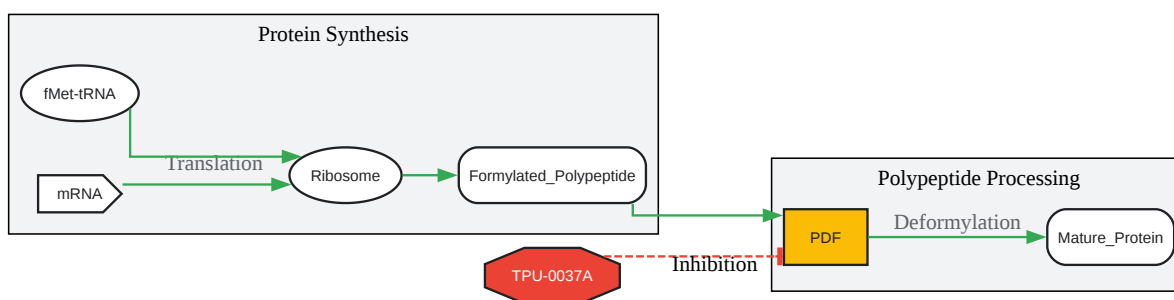 Protein Synthesis
fMet-tRNA
Translation
mRNA
Ribosome
Formylated_Polypeptide
Polypeptide Processing
PDF
Deformylation
Mature_Protein
TPU-0037A
Inhibition